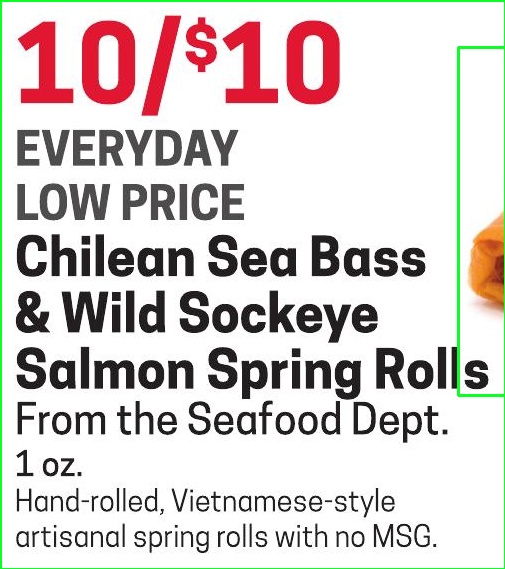 10/$10
EVERYDAY
LOW PRICE
Chilean Sea Bass
& Wild Sockeye
Salmon Spring Rolls
From the Seafood Dept.
1 oz.
Hand-rolled, Vietnamese-style
artisanal spring rolls with no MSG.